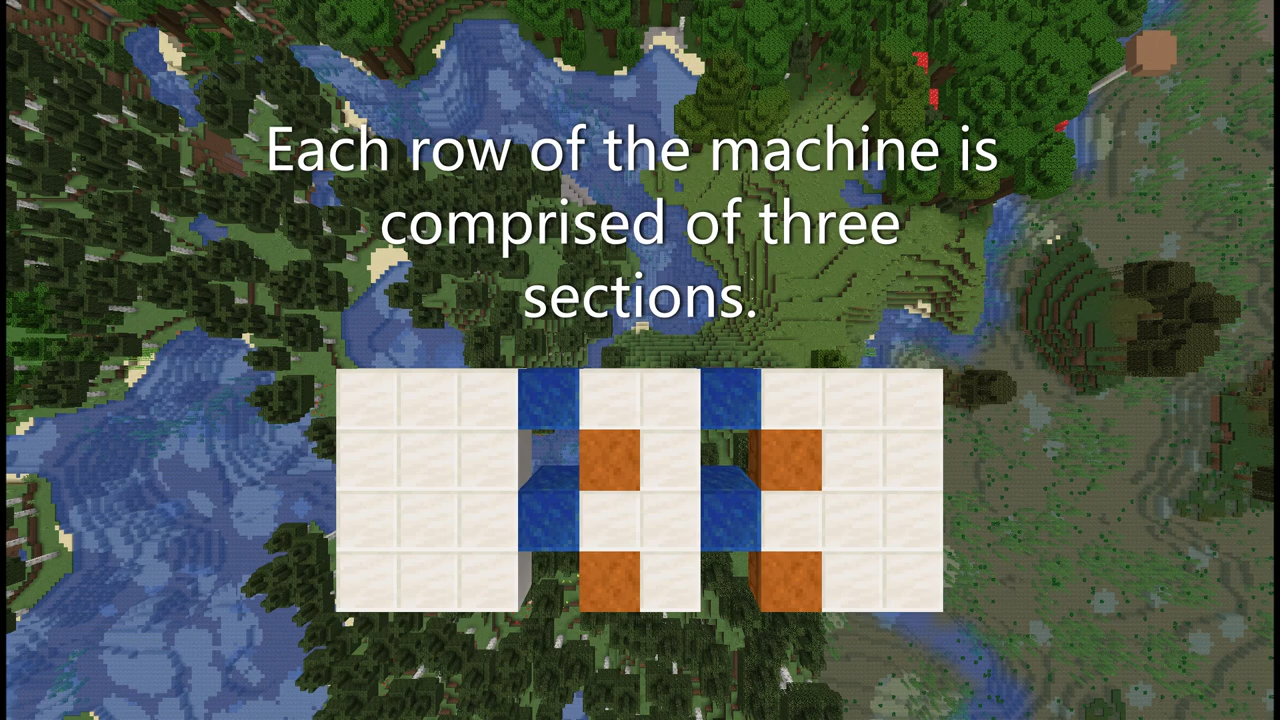 Each row of the machine is
comprised of three
sections.